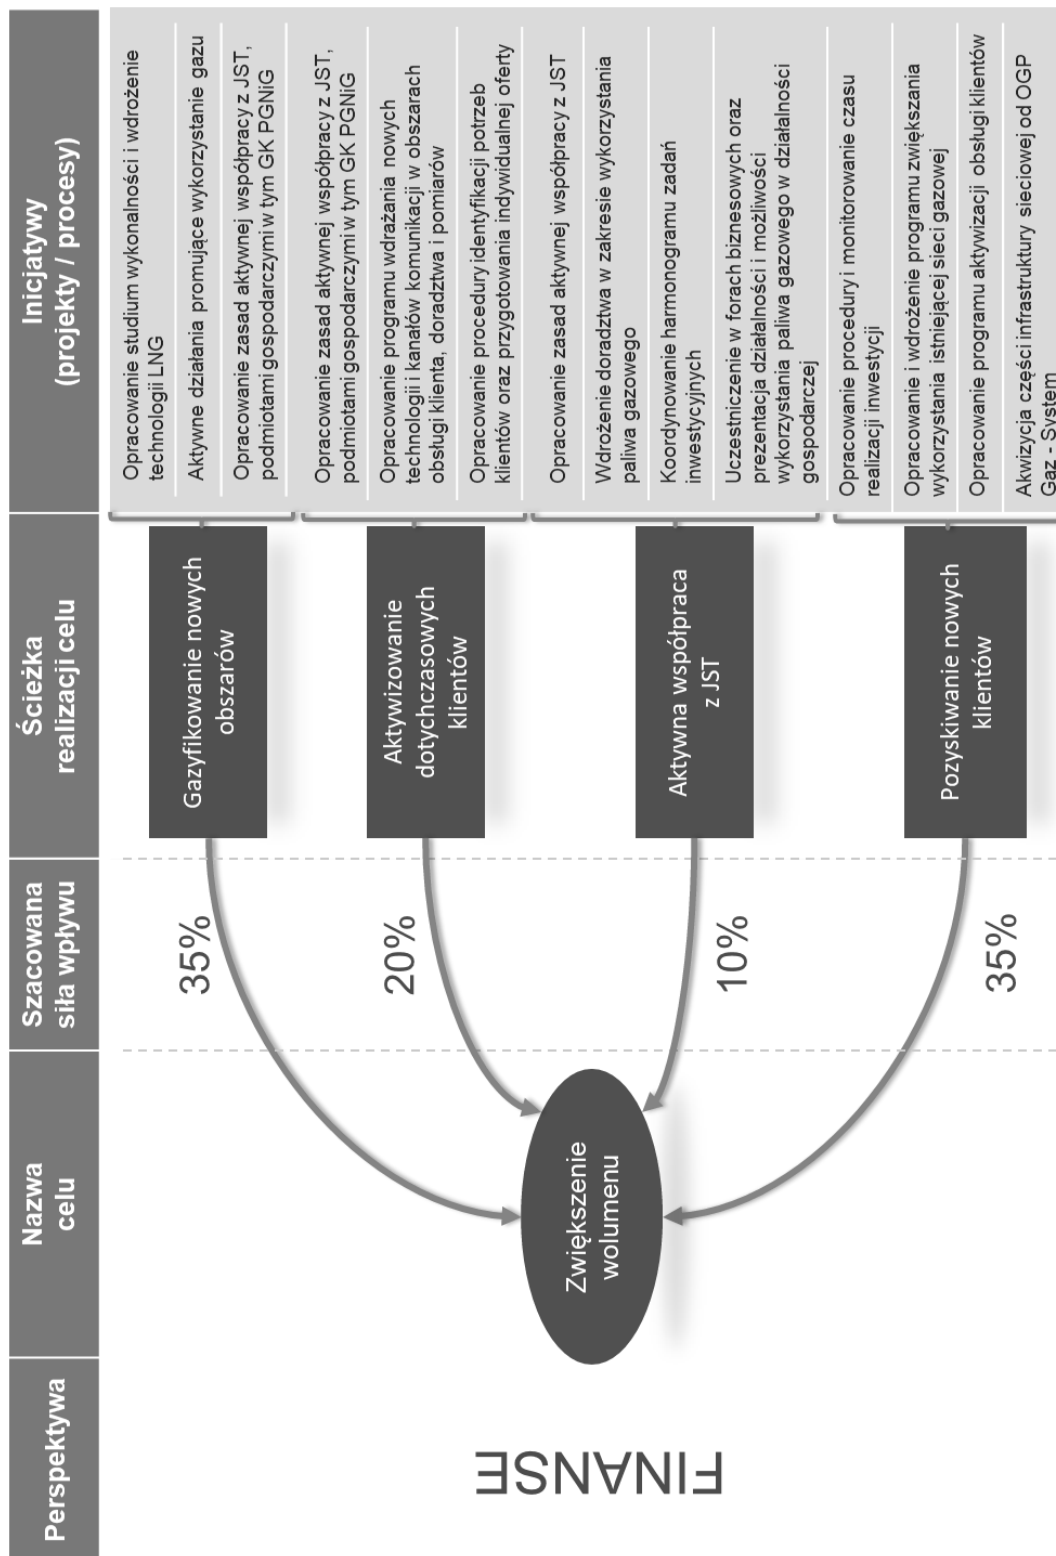 Perspektywa
Nazwa
celu
Szacowana
siła wpływu
Ścieżka
realizacji celu
Inicjatywy
(projekty / procesy)
FINANSE
Zwiększenie
wolumenu
35%
Gazyfikowanie nowych
obszarów
Opracowanie studium wykonalności i wdrożenie
technologii LNG
Aktywne działania promujące wykorzystanie gazu
Opracowanie zasad aktywnej współpracy z JST,
podmiotami gospodarczymi w tym GK PGNiG
20%
Aktywizowanie
dotychczasowych
klientów
Opracowanie zasad aktywnej współpracy z JST,
podmiotami gospodarczymi w tym GK PGNiG
Opracowanie programu wdrażania nowych
technologii i kanałów komunikacji w obszarach
obsługi klienta, doradztwa i pomiarów
Opracowanie procedury identyfikacji potrzeb
klientów oraz przygotowania indywidualnej oferty
10%
Aktywna współpraca
z JST
Opracowanie zasad aktywnej współpracy z JST
Wdrożenie doradztwa w zakresie wykorzystania
paliwa gazowego
Koordynowanie harmonogramu zadań
inwestycyjnych
Uczestniczenie w forach biznesowych oraz
prezentacja działalności i możliwości
wykorzystania paliwa gazowego w działalności
gospodarczej
35%
Pozyskiwanie nowych
klientów
Opracowanie procedury i monitorowanie czasu
realizacji inwestycji
Opracowanie i wdrożenie programu zwiększania
wykorzystania istniejącej sieci gazowej
Opracowanie programu aktywizacji obsługi klientów
Akwizycja części infrastruktury sieciowej od OGP
Gaz - System